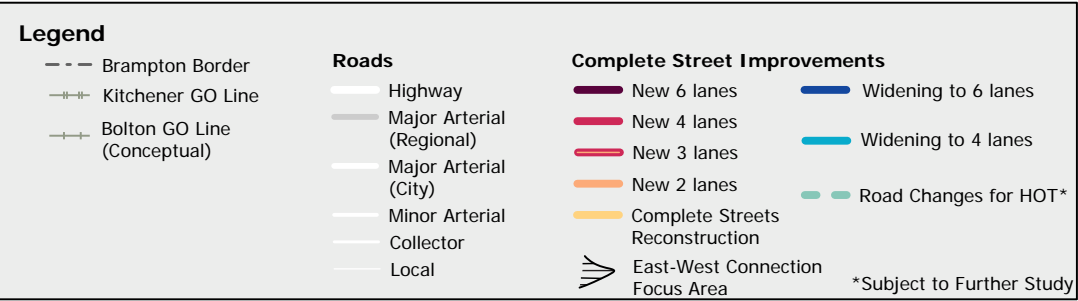 Legend
Brampton Border
Kitchener GO Line
Bolton GO Line
(Conceptual)
Roads
Highway
Major Arterial
(Regional)
Major Arterial
(City)
Minor Arterial
Collector
Local
Complete Street Improvements
New 6 lanes
New 4 lanes
New 3 lanes
New 2 lanes
Complete Streets
Reconstruction
East-West Connection
Focus Area
Widening to 6 lanes
Widening to 4 lanes
Road Changes for HOT*
*Subject to Further Study